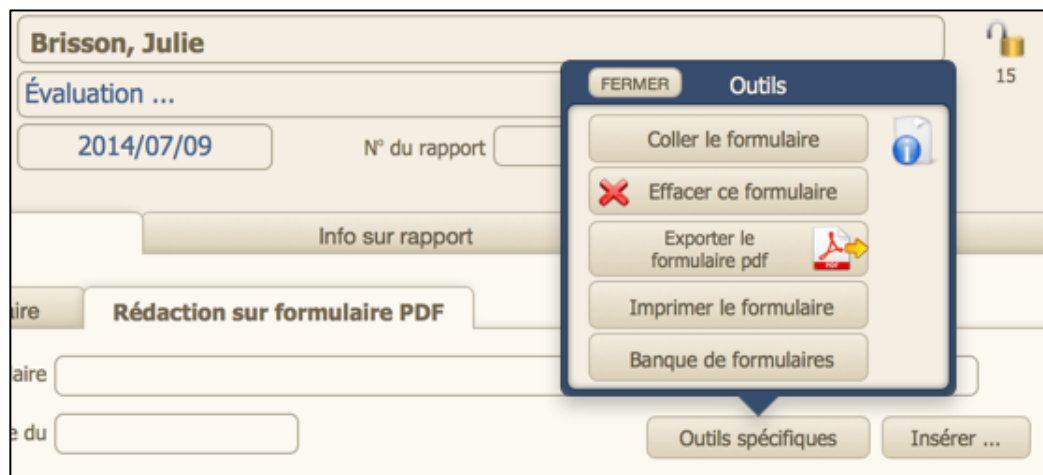 Brisson, Julie
15
Évaluation ...
FERMER Outils
2014/07/09 N° du rapport
Coller le formulaire
Effacer ce formulaire
Info sur rapport
Exporter le
formulaire pdf
PDF
Rédaction sur formulaire PDF
Imprimer le formulaire
Banque de formulaires
aire
du
Outils spécifiques
Insérer ...